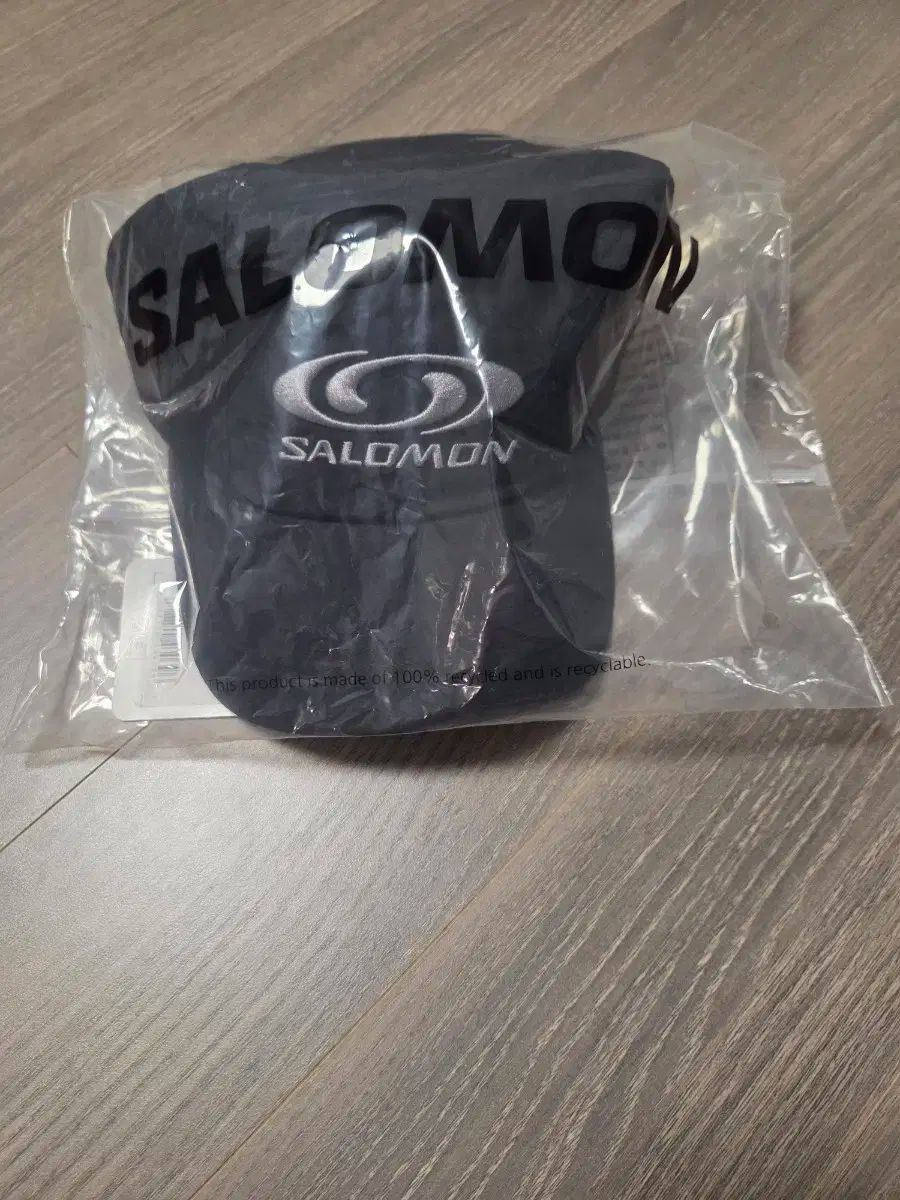 SALOMON
SALOMON
This product is made of 100% recycled and is recyclable.